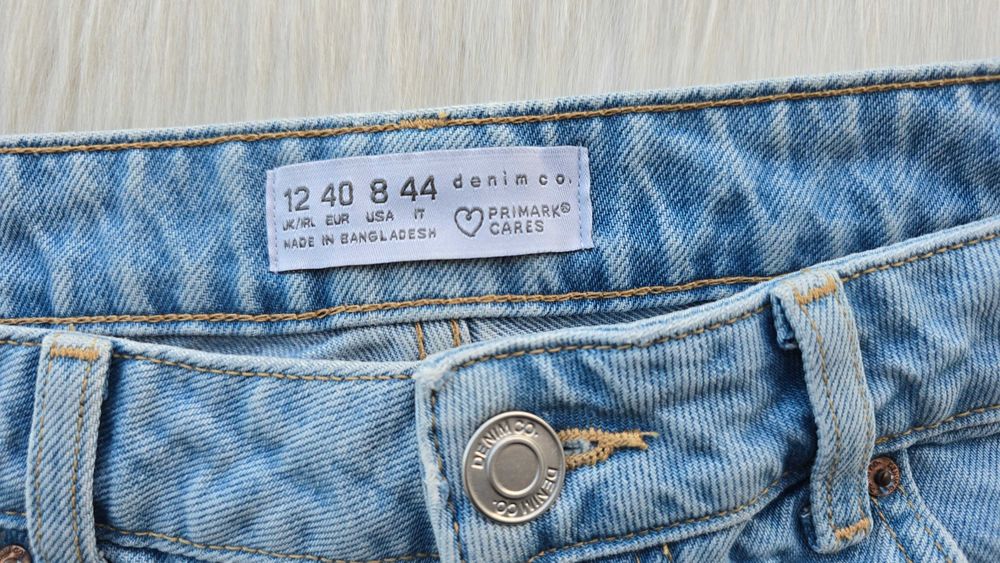 12 40 8 44 denim co.
UK/IRL EUR USA IT
MADE IN BANGLADESH
PRIMARK®
CARES
DENIM CO.
DENIM CO.